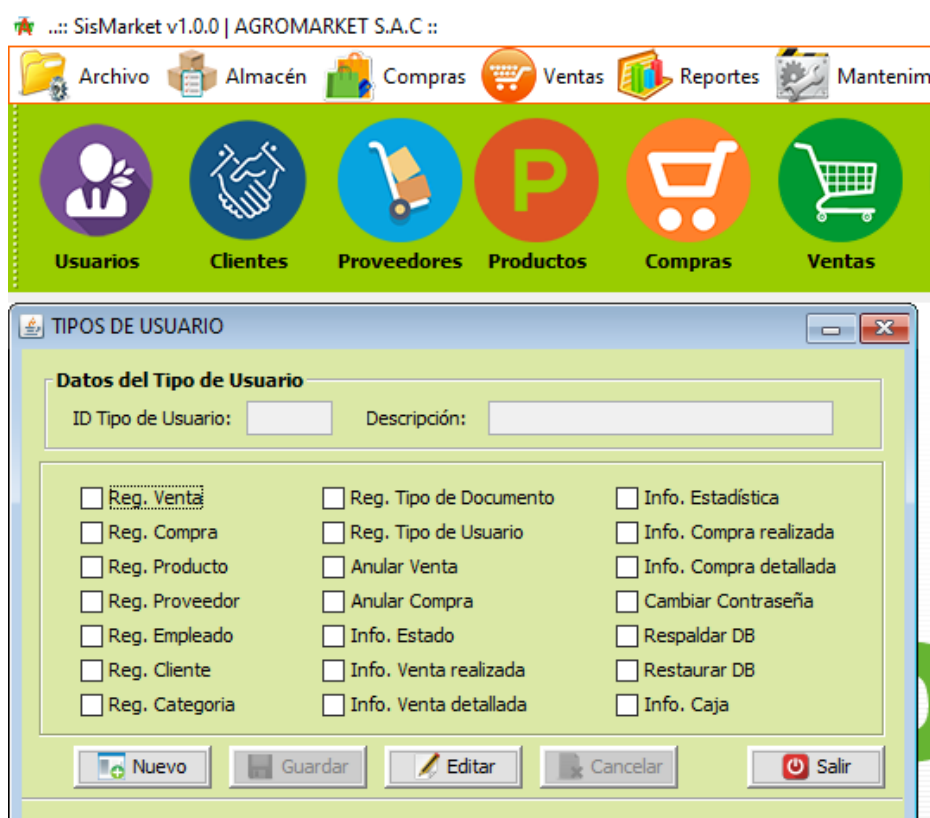 ..:: SisMarket v1.0.0 | AGROMARKET S.A.C ::
Archivo Almacén Compras Ventas Reportes Mantenim
P
Usuarios Clientes Proveedores Productos Compras Ventas
TIPOS DE USUARIO
Datos del Tipo de Usuario
ID Tipo de Usuario: Descripción:
Reg. Venta Reg. Tipo de Documento Info. Estadística
Reg. Compra Reg. Tipo de Usuario Info. Compra realizada
Reg. Producto Anular Venta Info. Compra detallada
Reg. Proveedor Anular Compra Cambiar Contraseña
Reg. Empleado Info. Estado Respaldar DB
Reg. Cliente Info. Venta realizada Restaurar DB
Reg. Categoria Info. Venta detallada Info. Caja
Nuevo Guardar Editar Cancelar Salir